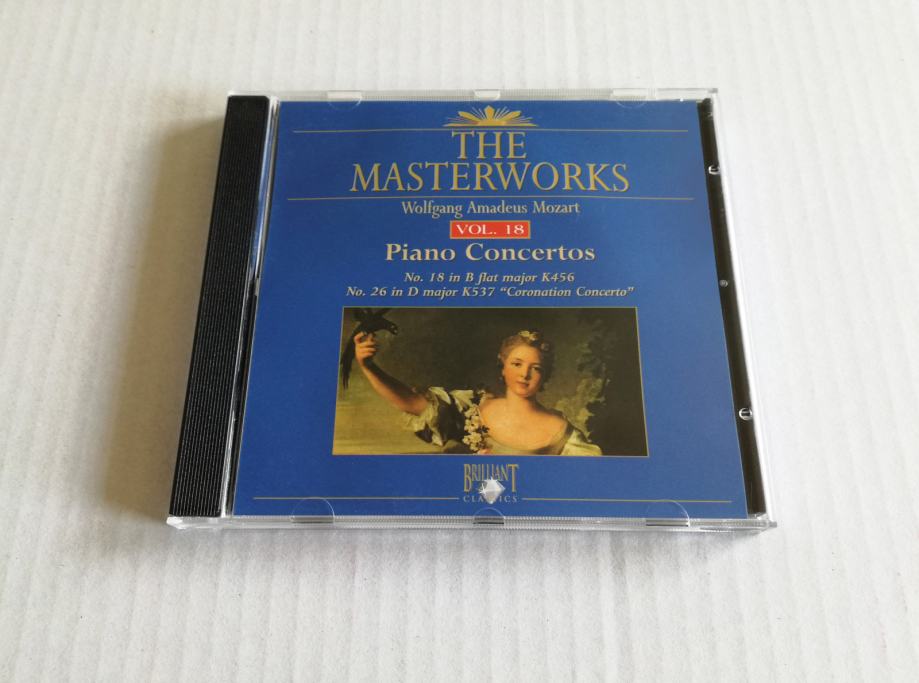 THE
MASTERWORKS
Wolfgang Amadeus Mozart
VOL. 18
Piano Concertos
No. 18 in B flat major K456
No. 26 in D major K537 “Coronation Concerto”
BRILLIANT
CLASSICS